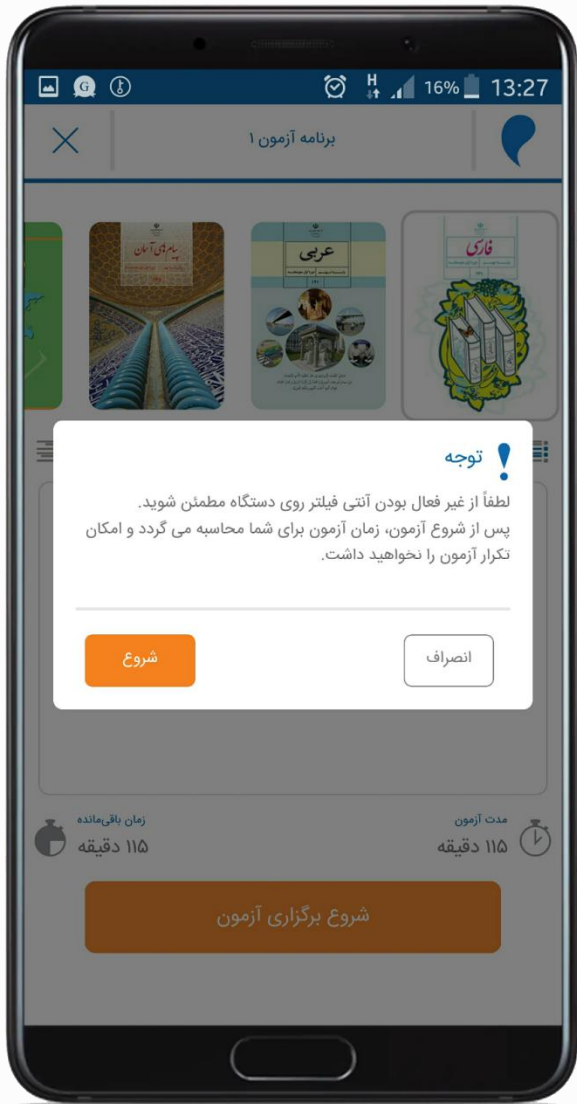 16% 13:27
H
G
برنامه آزمون ۱
فارسی
عربی
پیام‌های آسمان
توجه
لطفاً از غیر فعال بودن آنتی فیلتر روی دستگاه مطمئن شوید.
پس از شروع آزمون، زمان آزمون برای شما محاسبه می گردد و امکان
تکرار آزمون را نخواهید داشت.
انصراف
شروع
مدت آزمون
۱۱۵ دقیقه
زمان باقی‌مانده
۱۱۵ دقیقه
شروع برگزاری آزمون